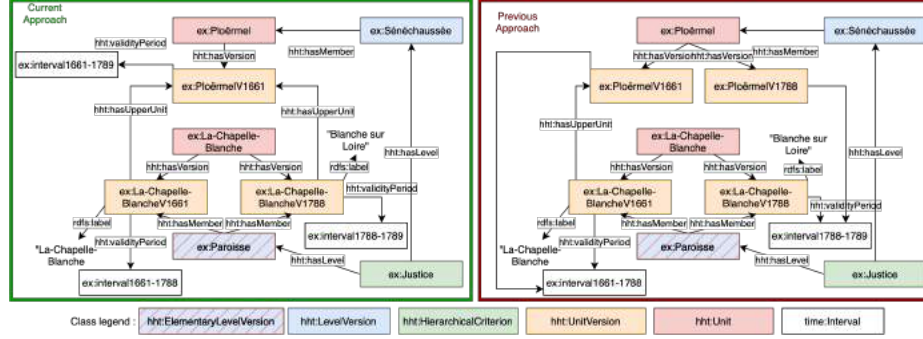 Current
Approach
ex:Ploërmel
ex:Sénéchaussée
hht:validityPeriod
hht:hasMember
hht:hasVersion
ex:interval1661-1789
ex:PloërmelV1661
hht:hasUpperUnit
hht:hasUpperUnit
"Blanche sur
Loire"
ex:La-Chapelle-
Blanche
hht:hasLevel
rdfs:label
hht:hasVersion
hht:hasVersion
hht:validityPeriod
ex:La-Chapelle-
BlancheV1661
ex:La-Chapelle-
BlancheV1788
rdfs:label
hht:hasMember
hht:hasMember
ex:interval1788-1789
hht:validityPeriod
"La-Chapelle-
Blanche
ex:Paroisse
hht:hasLevel
ex:interval1661-1788
ex:Justice
Previous
Approach
ex:Ploërmel
ex:Sénéchaussée
hht:hasMember
hht:hasVersion
hht:hasVersion
ex:PloërmelV1661
ex:PloërmelV1788
hht:hasUpperUnit
"Blanche sur
Loire"
ex:La-Chapelle-
Blanche
hht:hasLevel
rdfs:label
hht:hasVersion
hht:hasVersion
hht:validityPeriod
ex:La-Chapelle-
BlancheV1661
ex:La-Chapelle-
BlancheV1788
rdfs:label
hht:hasMember
hht:hasMember
ex:interval1788-1789
hht:validityPeriod
"La-Chapelle-
Blanche
ex:Paroisse
hht:hasLevel
ex:interval1661-1788
ex:Justice
Class legend :
hht:ElementaryLevelVersion
hht:LevelVersion
hht:HierarchicalCriterion
hht:UnitVersion
hht:Unit
time:Interval